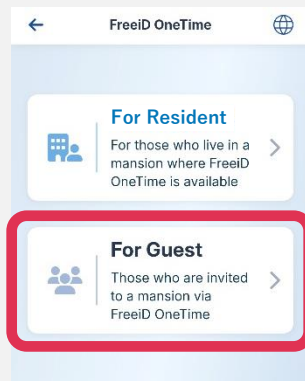 FreeiD OneTime
For Resident
For those who live in a
mansion where FreeiD
OneTime is available
For Guest
Those who are invited
to a mansion via
FreeiD OneTime